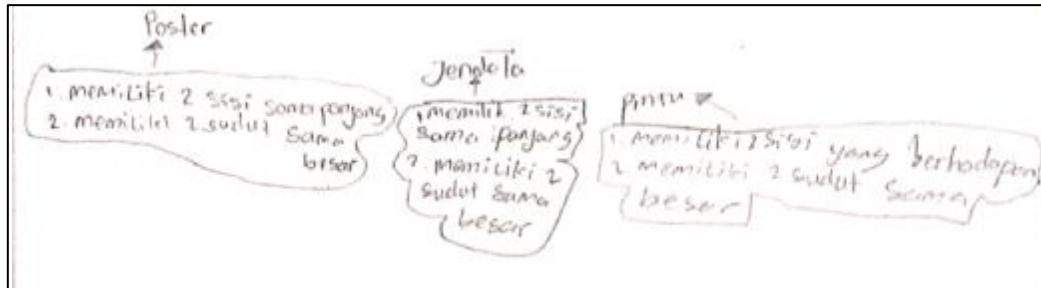 Poster
1. memiliki 2 sisi sama panjang
2. memiliki 2 sudut sama
besar
Jendela
1. memilik 2 sisi
sama panjang
2. memiliki 2
sudut sama
besar
pintu
1. memiliki 2 sisi yang berhadapan
2 memiliki 2 sudut sama
besar